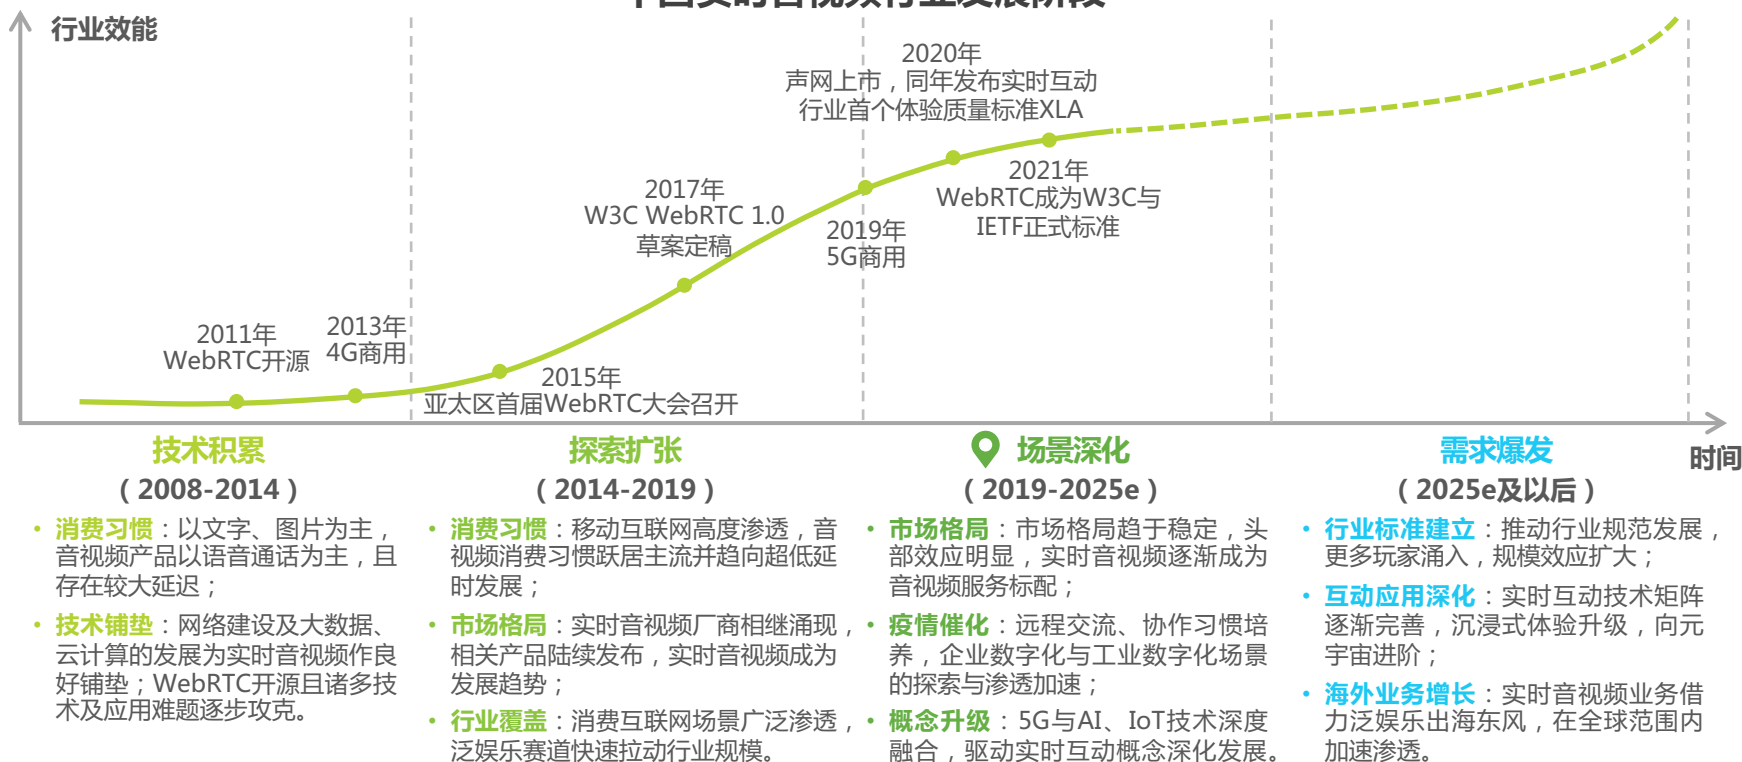 中国实时音视频行业发展阶段
行业效能
2020年
声网上市，同年发布实时互动
行业首个体验质量标准XLA
2021年
WebRTC成为W3C与
IETF正式标准
2017年
W3C WebRTC 1.0
草案定稿
2019年
5G商用
2011年
WebRTC开源
2013年
4G商用
2015年
亚太区首届WebRTC大会召开
时间
技术积累
（2008-2014）
• 消费习惯：以文字、图片为主，
音视频产品以语音通话为主，且
存在较大延迟；
• 技术铺垫：网络建设及大数据、
云计算的发展为实时音视频作良
好铺垫；WebRTC开源且诸多技
术及应用难题逐步攻克。
探索扩张
（2014-2019）
• 消费习惯：移动互联网高度渗透，音
视频消费习惯跃居主流并趋向超低延
时发展；
• 市场格局：实时音视频厂商相继涌现，
相关产品陆续发布，实时音视频成为
发展趋势；
• 行业覆盖：消费互联网场景广泛渗透，
泛娱乐赛道快速拉动行业规模。
场景深化
（2019-2025e）
• 市场格局：市场格局趋于稳定，头
部效应明显，实时音视频逐渐成为
音视频服务标配；
• 疫情催化：远程交流、协作习惯培
养，企业数字化与工业数字化场景
的探索与渗透加速；
• 概念升级：5G与AI、IoT技术深度
融合，驱动实时互动概念深化发展。
需求爆发
（2025e及以后）
• 行业标准建立：推动行业规范发展，
更多玩家涌入，规模效应扩大；
• 互动应用深化：实时互动技术矩阵
逐渐完善，沉浸式体验升级，向元
宇宙进阶；
• 海外业务增长：实时音视频业务借
力泛娱乐出海东风，在全球范围内
加速渗透。